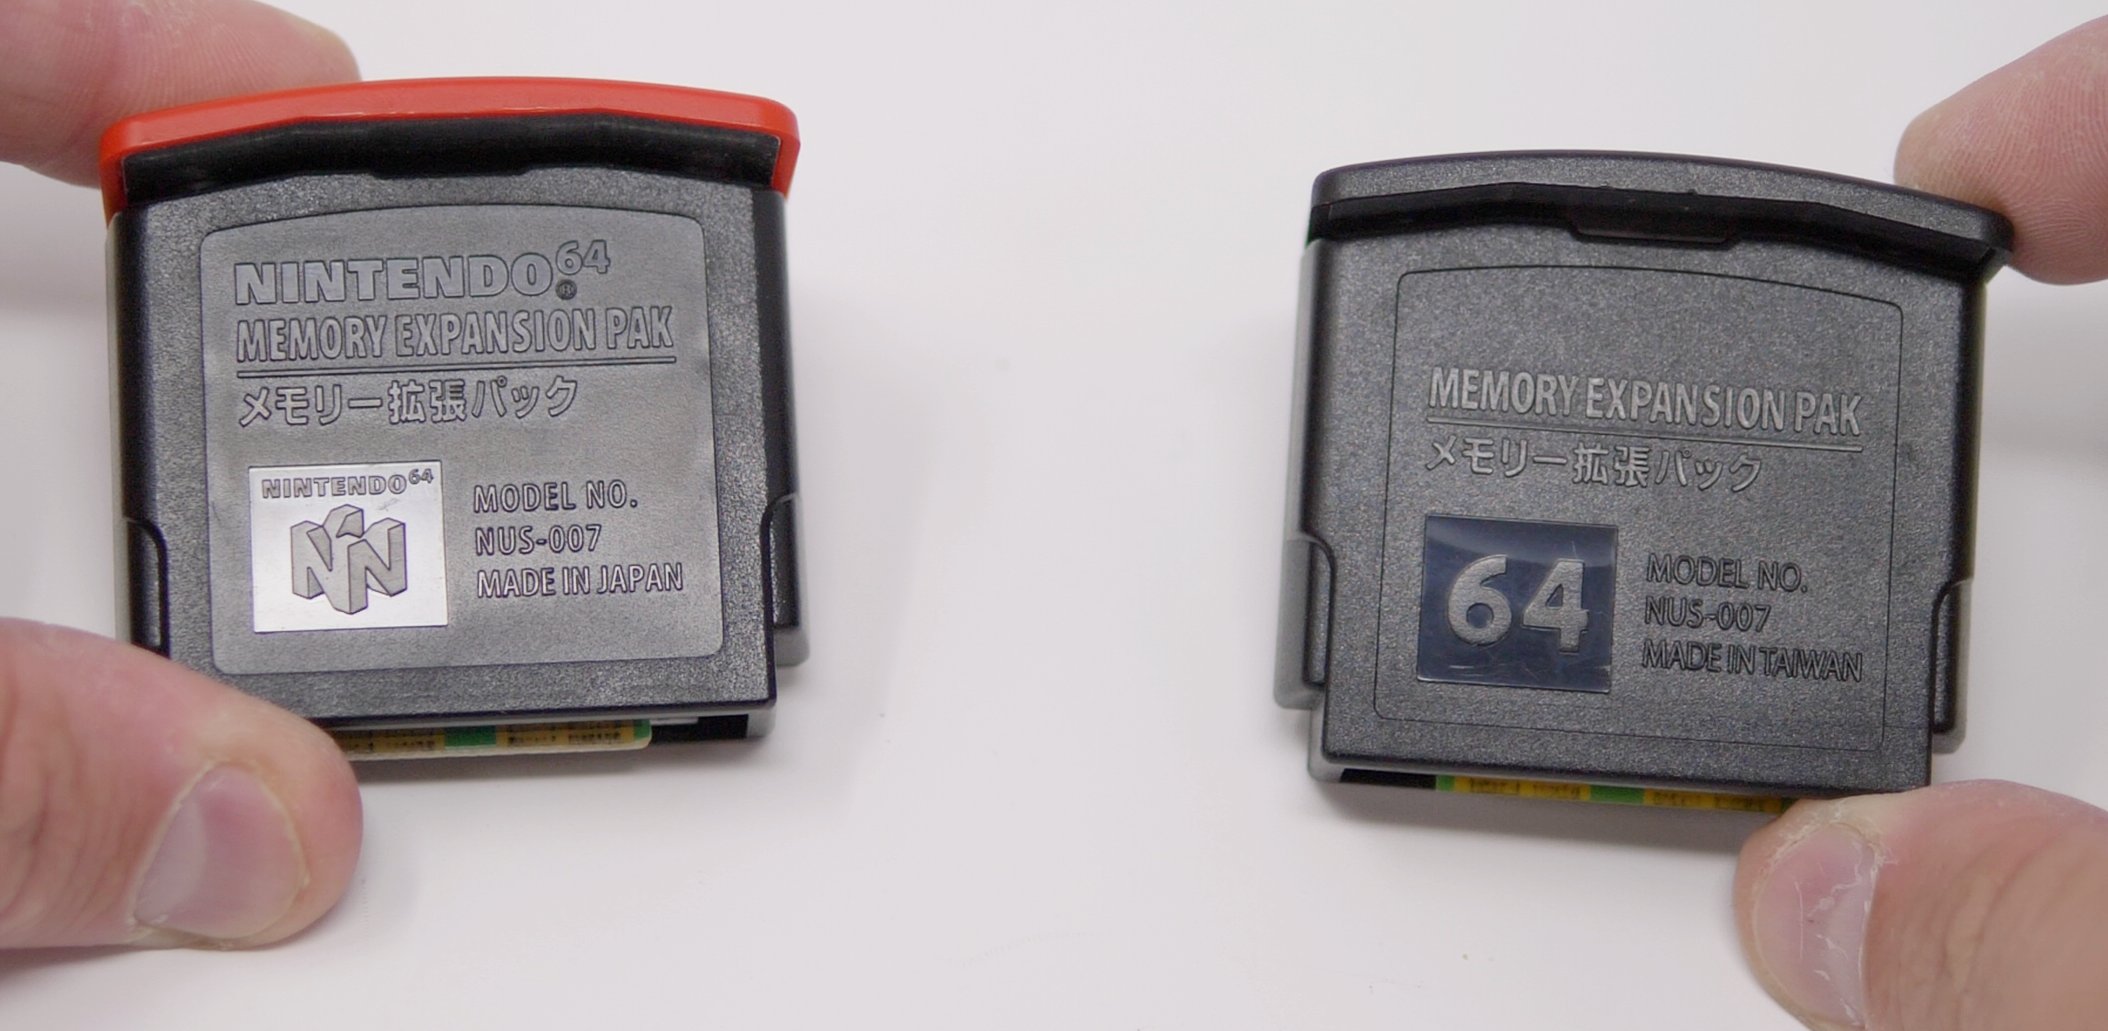 NINTENDO64
®
MEMORY EXPANSION PAK
メモリー拡張パック
NINTENDO64
MODEL NO.
NUS-007
MADE IN JAPAN
MEMORY EXPANSION PAK
メモリー拡張パック
64
MODEL NO.
NUS-007
MADE IN TAIWAN